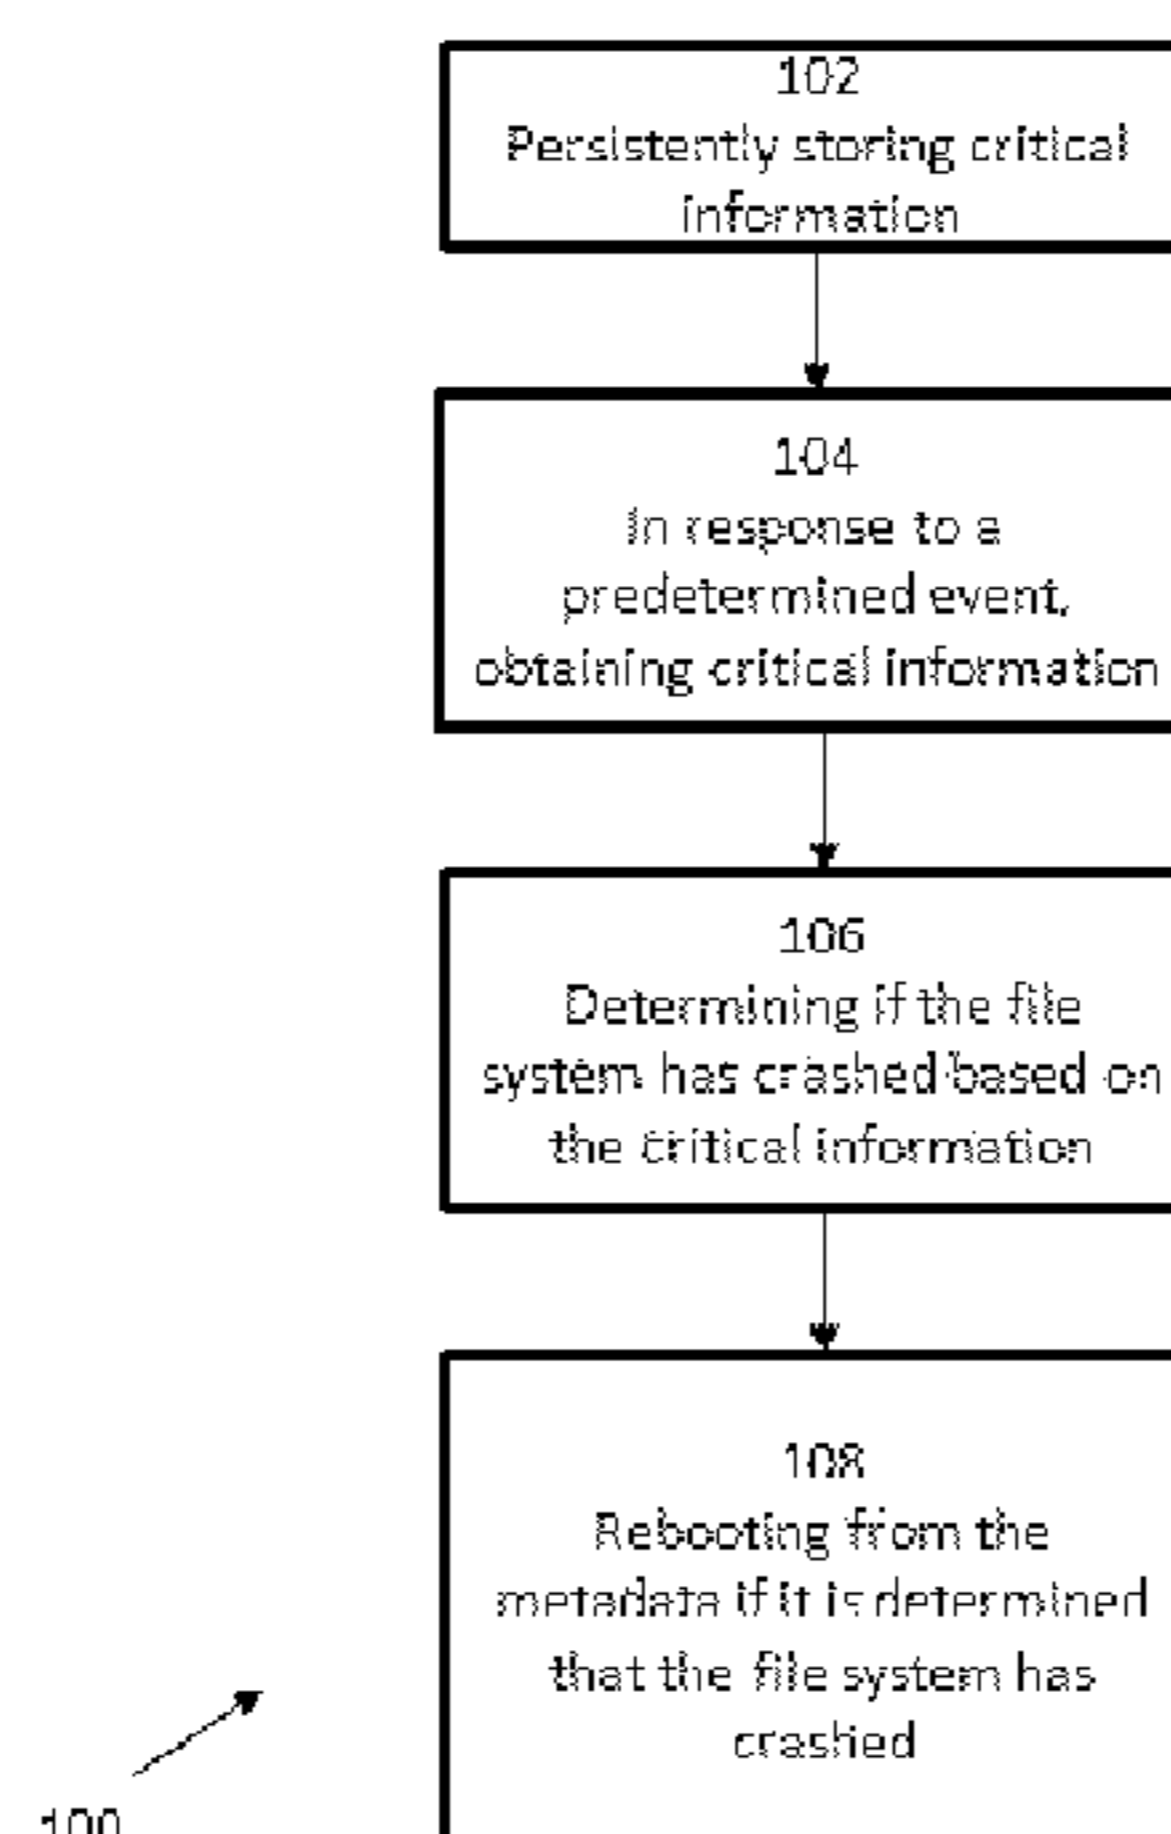 102
Persistently storing critical
information
104
In response to a
predetermined event,
obtaining critical information
106
Determining if the file
system has crashed based on
the critical information
108
Rebooting from the
metadata if it is determined
that the file system has
crashed
100